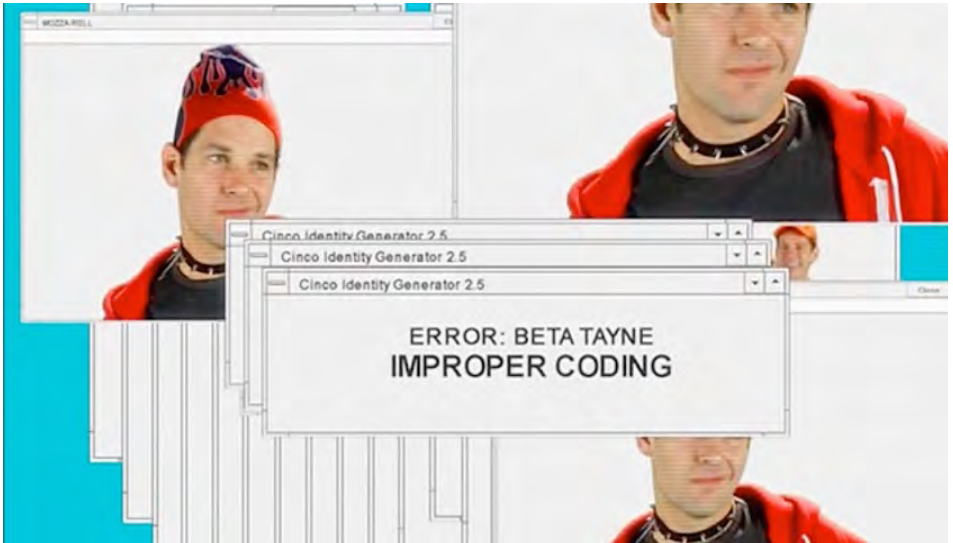 MOZZA-RELL
Cinco Identity Generator 2.5
Cinco Identity Generator 2.5
Cinco Identity Generator 2.5
Close
ERROR: BETA TAYNE
IMPROPER CODING